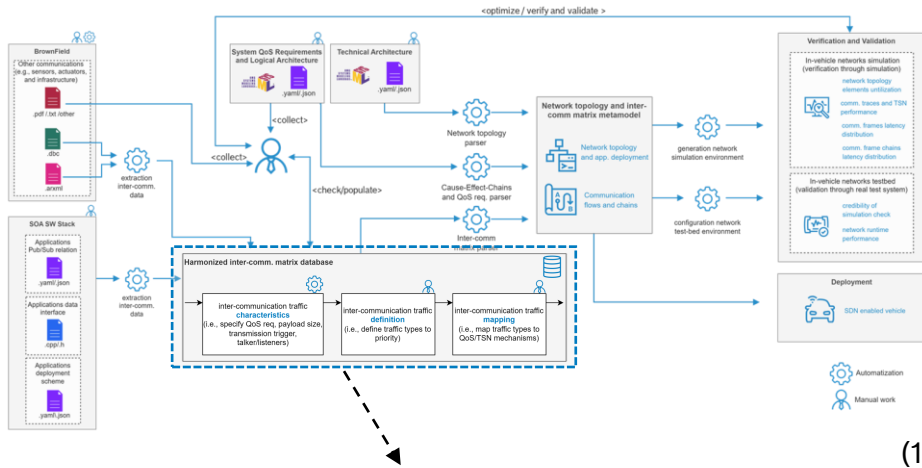 <optimize / verify and validate >
BrownField
Other communications
(e.g., sensors, actuators,
and infrastructure)
.pdf /.txt /other
.dbc
.arxml
extraction
inter-comm.
data
SOA SW Stack
Applications
Pub/Sub relation
.yaml/.json
Applications data
interface
.cpp/.h
Applications
deployment
scheme
.yaml/.json
extraction
inter-comm.
data
System QoS Requirements
and Logical Architecture
.yaml/.json
Technical Architecture
.yaml/.json
<collect>
<collect>
<check/populate>
Network topology
parser
Cause-Effect-Chains
and QoS req. parser
Inter-comm
matrix parser
Network topology and inter-
comm matrix metamodel
Network topology
and app. deployment
Communication
flows and chains
generation network
simulation environment
configuration network
test-bed environment
Verification and Validation
In-vehicle networks simulation
(verification through simulation)
network topology
elements untilization
comm. traces and TSN
performance
comm. frames latency
distribution
comm. frame chains
latency distribution
In-vehicle networks testbed
(validation through real test system)
credibility of
simulation check
network runtime
performance
Deployment
SDN enabled vehicle
Harmonized inter-comm. matrix database
inter-communication traffic
characteristics
(i.e., specify QoS req, payload size,
transmission trigger,
talker/listeners)
inter-communication traffic
definition
(i.e., define traffic types to
priority)
inter-communication traffic
mapping
(i.e., map traffic types to
QoS/TSN mechanisms)
Automatization
Manual work
(1